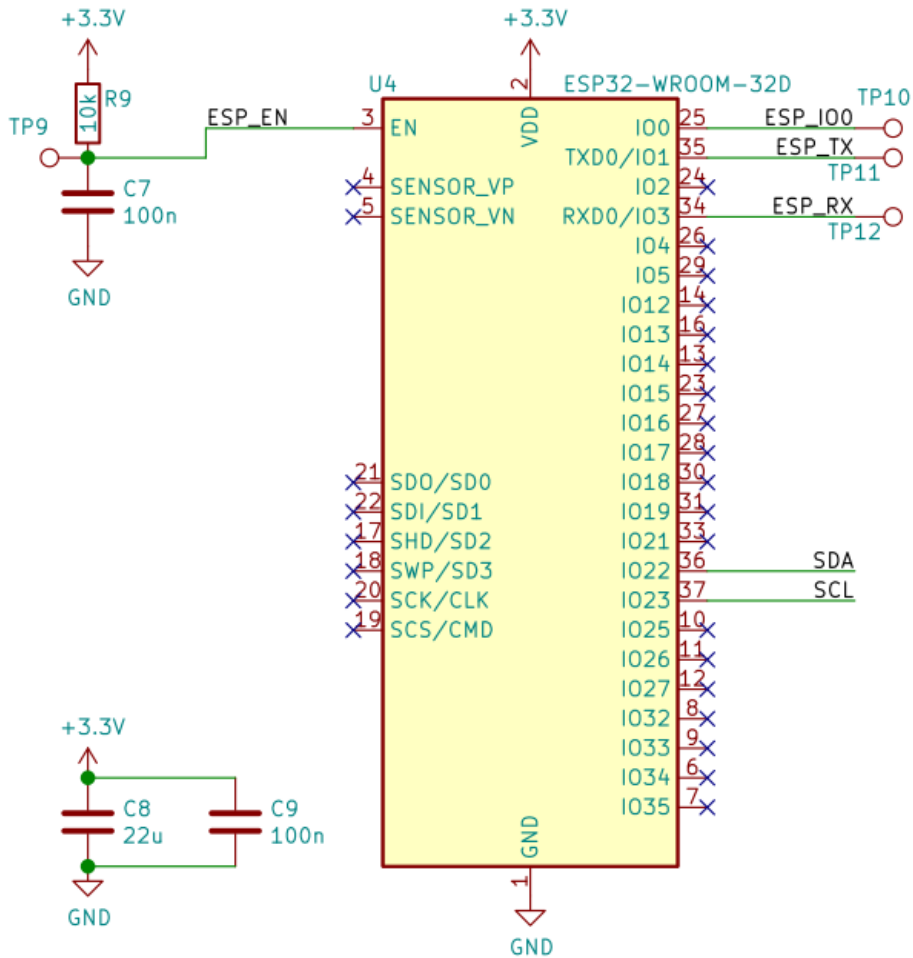 +3.3V
R9
10k
TP9
C7
100n
GND
ESP_EN
+3.3V
U4
ESP32-WROOM-32D
2
VDD
3 EN
4 SENSOR_VP
5 SENSOR_VN
21 SDO/SD0
22 SDI/SD1
17 SHD/SD2
18 SWP/SD3
20 SCK/CLK
19 SCS/CMD
IO0 25 ESP_IO0 TP10
TXD0/IO1 35 ESP_TX TP11
IO2 24
RXD0/IO3 34 ESP_RX TP12
IO4 26
IO5 29
IO12 14
IO13 16
IO14 13
IO15 23
IO16 27
IO17 28
IO18 30
IO19 31
IO21 33
IO22 36 SDA
IO23 37 SCL
IO25 10
IO26 11
IO27 12
IO32 8
IO33 9
IO34 6
IO35 7
GND
1
GND
+3.3V
C8
22u
C9
100n
GND